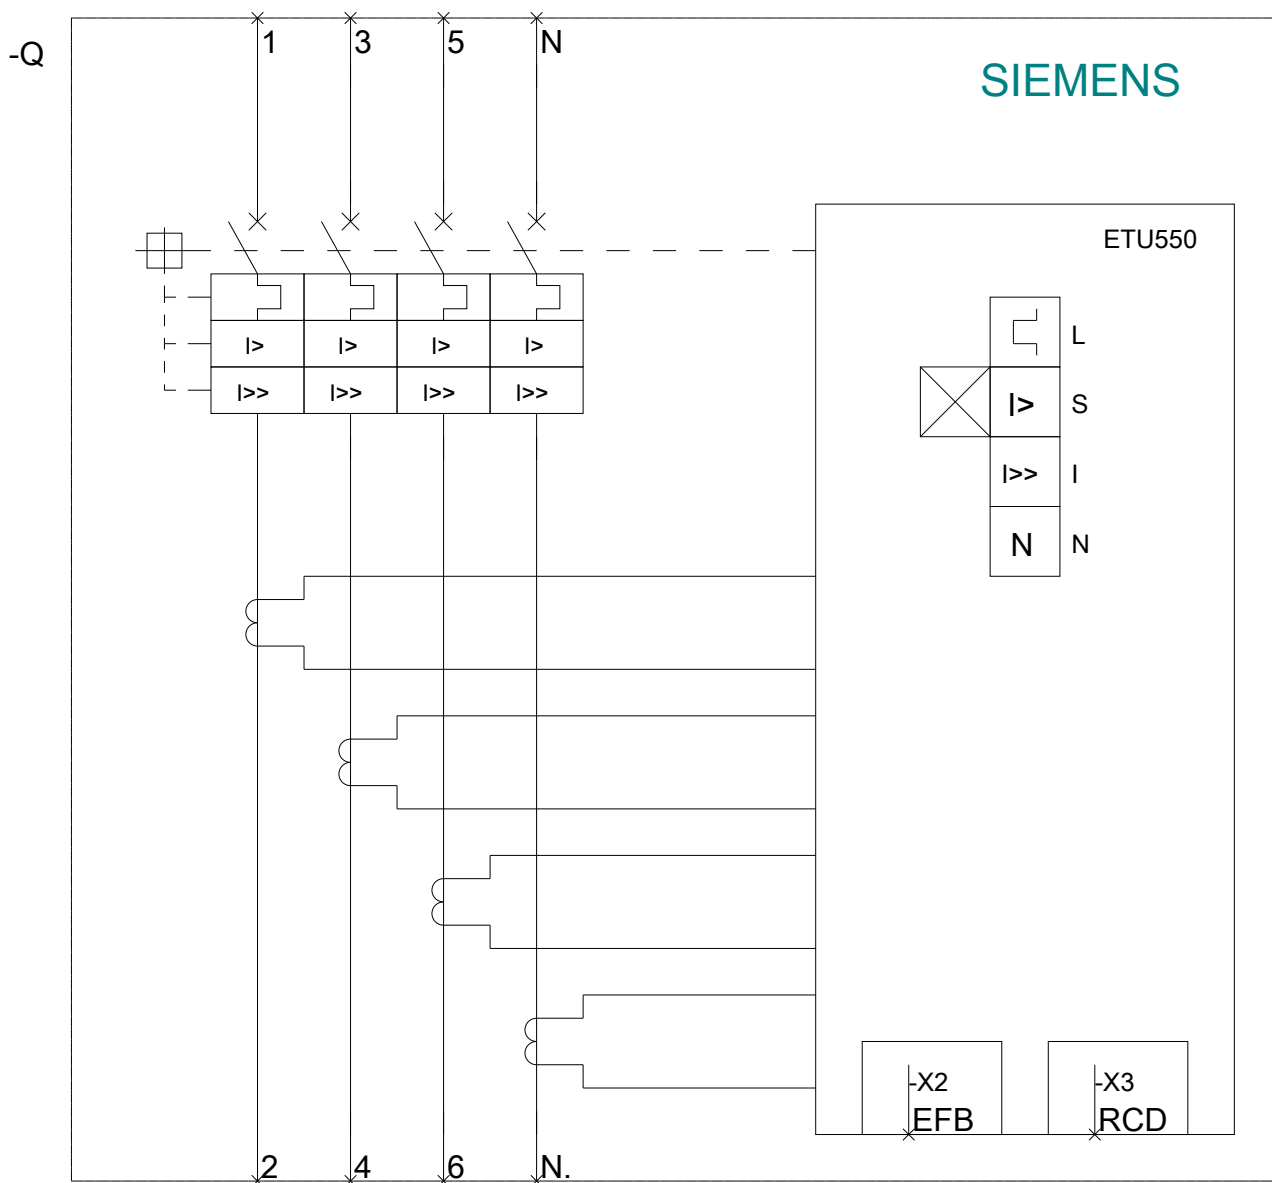 1 3 5 N
-Q
SIEMENS
ETU550
L
I> I> I> I>
I>> I>> I>> I>>
I> S
I>> I
N N
-X2 -X3
EFB RCD
2 4 6 N.